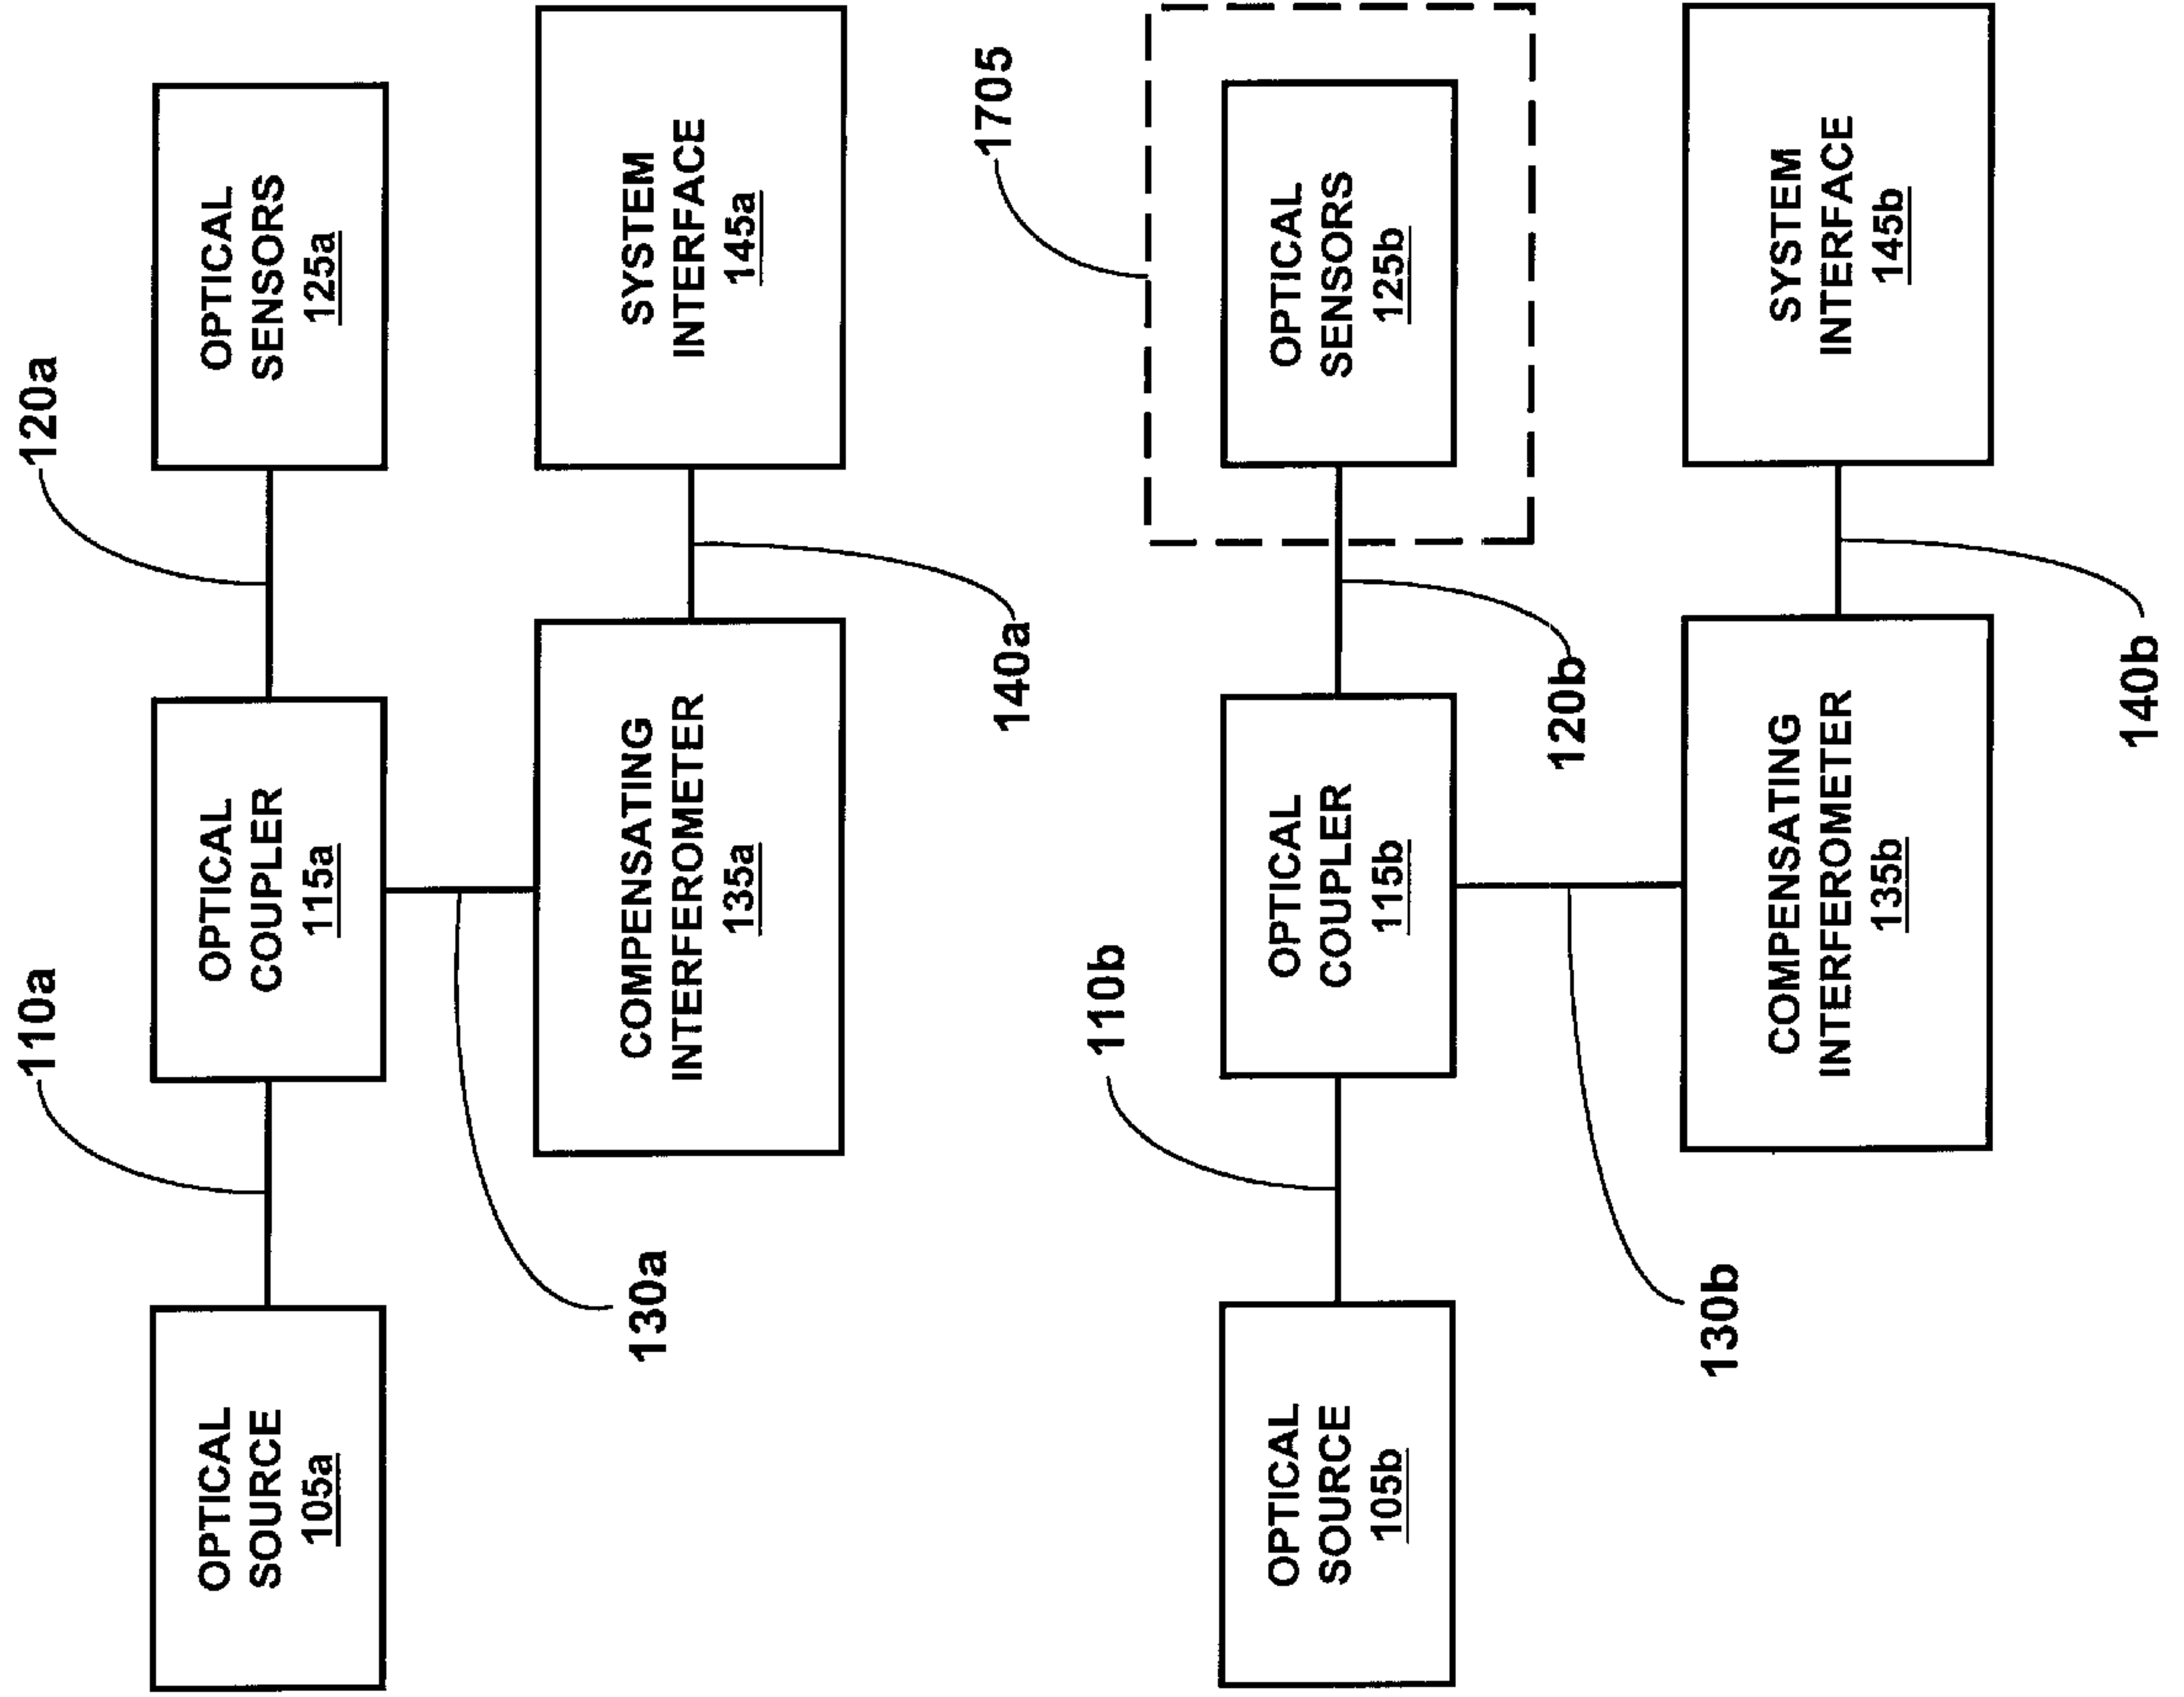 110a
120a
OPTICAL
SOURCE
105a
OPTICAL
COUPLER
115a
OPTICAL
SENSORS
125a
130a
COMPENSATING
INTERFEROMETER
135a
SYSTEM
INTERFACE
145a
140a
1705
110b
OPTICAL
SOURCE
105b
OPTICAL
COUPLER
115b
OPTICAL
SENSORS
125b
120b
130b
COMPENSATING
INTERFEROMETER
135b
SYSTEM
INTERFACE
145b
140b